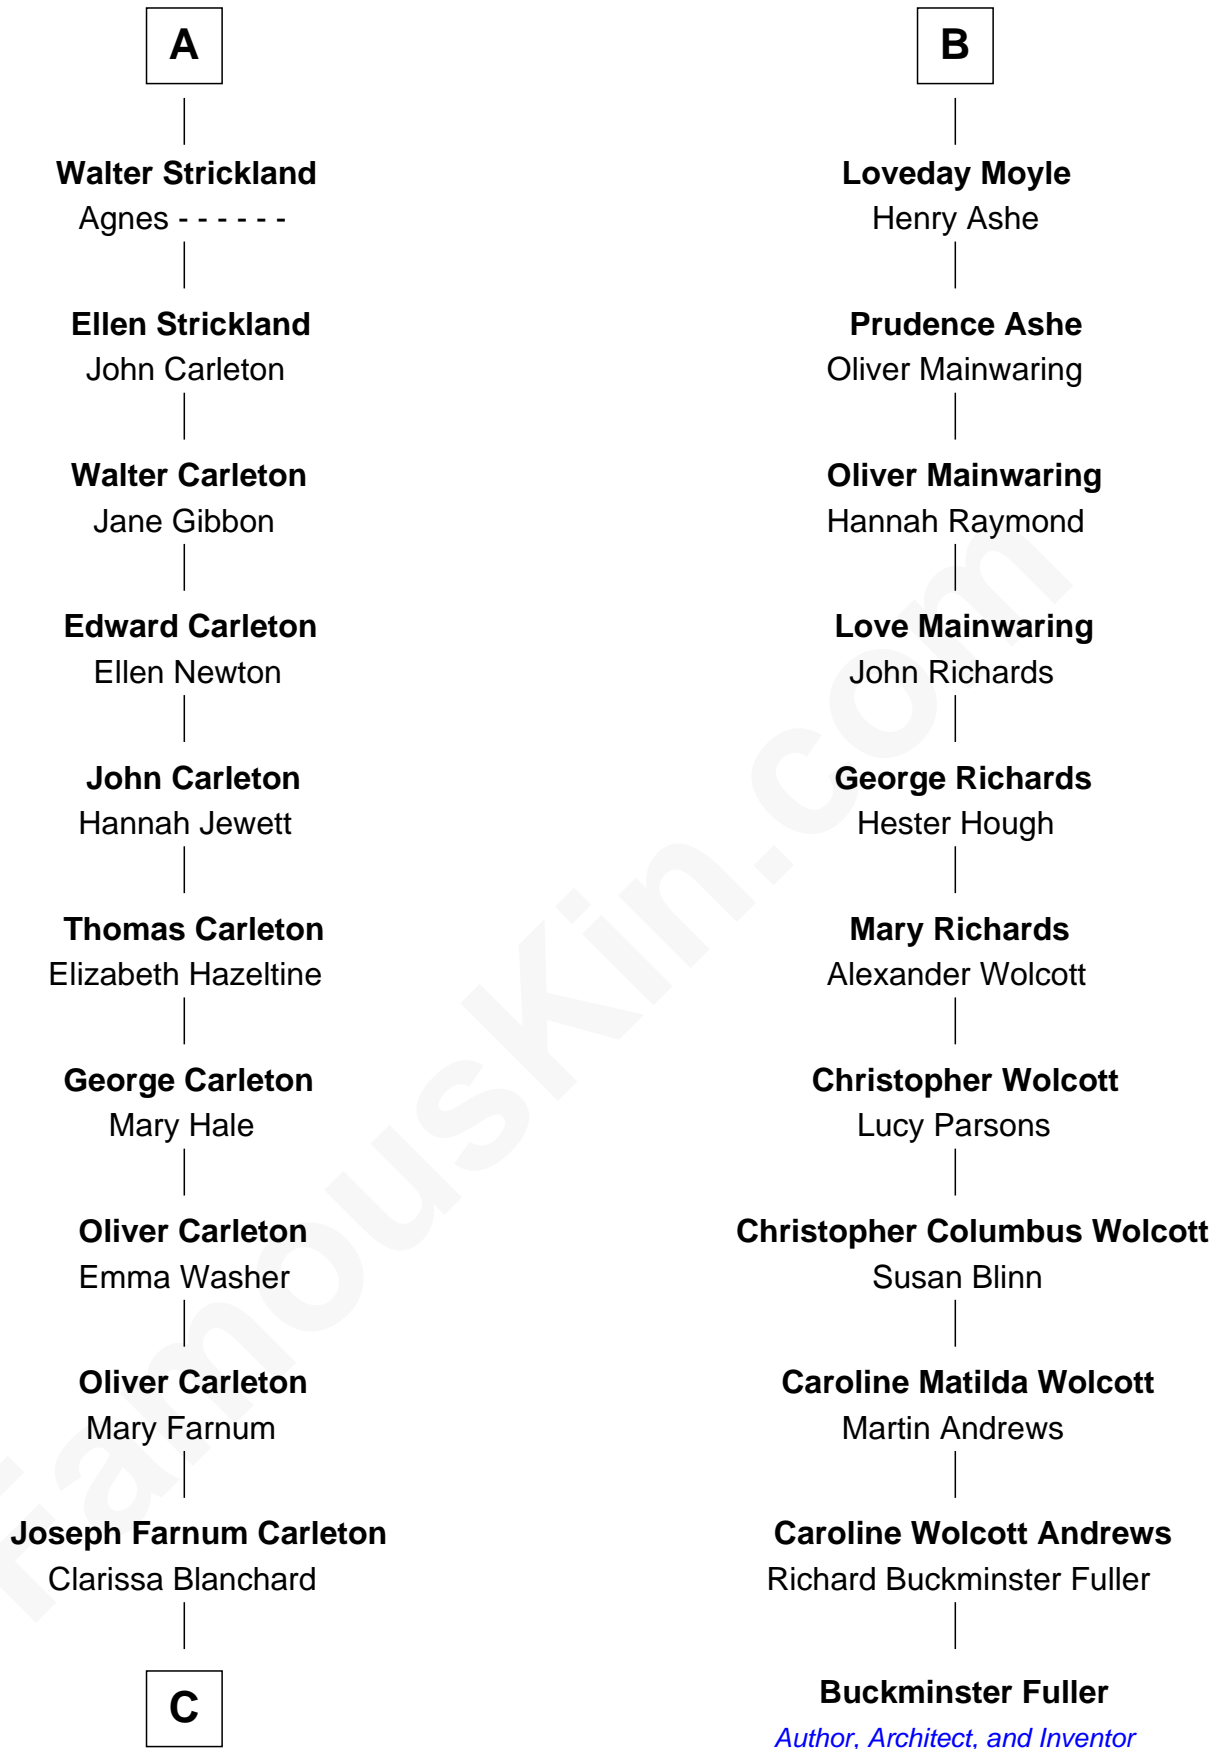 A
Walter Strickland
Agnes - - - - - -
Ellen Strickland
John Carleton
Walter Carleton
Jane Gibbon
Edward Carleton
Ellen Newton
John Carleton
Hannah Jewett
Thomas Carleton
Elizabeth Hazeltine
George Carleton
Mary Hale
Oliver Carleton
Emma Washer
Oliver Carleton
Mary Farnum
Joseph Farnum Carleton
Clarissa Blanchard
C
B
Loveday Moyle
Henry Ashe
Prudence Ashe
Oliver Mainwaring
Oliver Mainwaring
Hannah Raymond
Love Mainwaring
John Richards
George Richards
Hester Hough
Mary Richards
Alexander Wolcott
Christopher Wolcott
Lucy Parsons
Christopher Columbus Wolcott
Susan Blinn
Caroline Matilda Wolcott
Martin Andrews
Caroline Wolcott Andrews
Richard Buckminster Fuller
Buckminster Fuller
Author, Architect, and Inventor
FamousKin.com